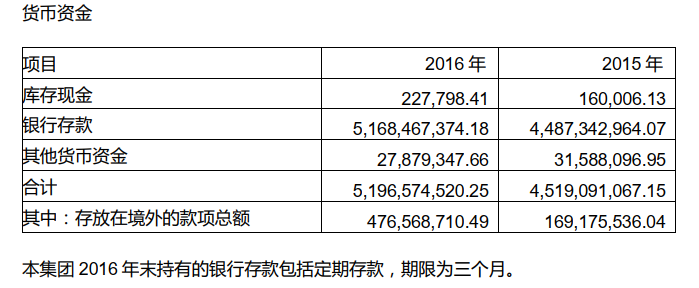 货币资金
项目 2016 年 2015 年
库存现金 227,798.41 160,006.13
银行存款 5,168,467,374.18 4,487,342,964.07
其他货币资金 27,879,347.66 31,588,096.95
合计 5,196,574,520.25 4,519,091,067.15
其中：存放在境外的款项总额 476,568,710.49 169,175,536.04
本集团 2016 年末持有的银行存款包括定期存款，期限为三个月。